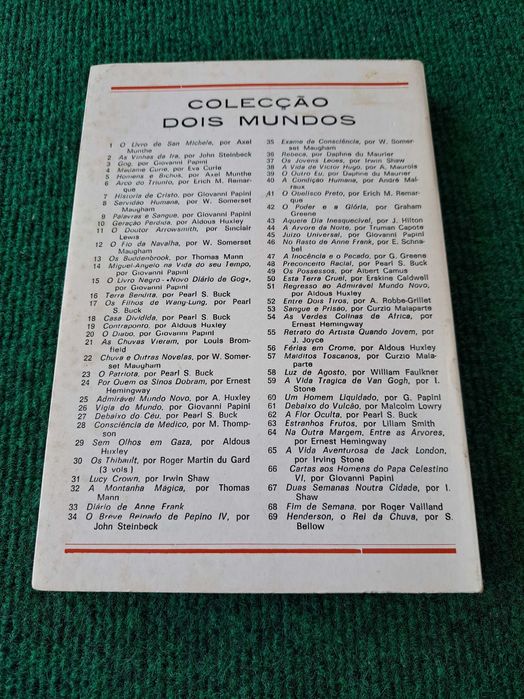 COLECÇÃO
DOIS MUNDOS
1 O Livro de San Michele, por Axel
Munthe
2 As Vinhas da Ira, por John Steinbeck
3 Gog, por Giovanni Papini
4 Madame Curie, por Eva Curie
5 Homens e Bichos, por Axel Munthe
6 Arco do Triunfo, por Erich M. Remar-
que
7 História de Cristo, por Giovanni Papini
8 Servidão Humana, por W. Somerset
Maugham
9 Palavras e Sangue, por Giovanni Papini
10 Geração Perdida, por Aldous Huxley
11 O Doutor Arrowsmith, por Sinclair
Lewis
12 O Fio da Navalha, por W. Somerset
Maugham
13 Os Buddenbrook, por Thomas Mann
14 Miguel-Angelo na Vida do seu Tempo,
por Giovanni Papini
15 O Livro Negro - «Novo Diário de Gog»,
por Giovanni Papini
16 Terra Bendita, por Pearl S. Buck
17 Os Filhos de Wang-Lung, por Pearl
S. Buck
18 Casa Dividida, por Pearl S. Buck
19 Contraponto, por Aldous Huxley
20 O Diabo, por Giovanni Papini
21 As Chuvas Vieram, por Louis Brom-
field
22 Chuva e Outras Novelas, por W. Somer-
set Maugham
23 O Patriota, por Pearl S. Buck
24 Por Quem os Sinos Dobram, por Ernest
Hemingway
25 Admirável Mundo Novo, por A. Huxley
26 Vigia do Mundo, por Giovanni Papini
27 Debaixo do Céu, por Pearl S. Buck
28 Consciência de Médico, por M. Thomp-
son
29 Sem Olhos em Gaza, por Aldous
Huxley
30 Os Thibault, por Roger Martin du Gard
(3 vols)
31 Lucy Crown, por Irwin Shaw
32 A Montanha Mágica, por Thomas
Mann
33 Diário de Anne Frank
34 O Breve Reinado de Pepino IV, por
John Steinbeck
35 Exame de Consciência, por W. Somer-
set Maugham
36 Rebeca, por Daphne du Maurier
37 Os Jovens Leões, por Irwin Shaw
38 A Vida de Victor Hugo, por A. Maurois
39 O Outro Eu, por Daphne du Maurier
40 A Condição Humana, por André Mal-
raux
41 O Obelisco Preto, por Erich M. Remar-
que
42 O Poder e a Glória, por Graham
Greene
43 Aquele Dia Inesquecível, por J. Hilton
44 A Arvore da Noite, por Truman Capote
45 Juizo Universal, por Giovanni Papini
46 No Rasto de Anne Frank, por E. Schna-
bel
47 A Inocência e o Pecado, por G. Greene
48 Preconceito Racial, por Pearl S. Buck
49 Os Possessos, por Albert Camus
50 Esta Terra Cruel, por Erskine Caldwell
51 Regresso ao Admirável Mundo Novo,
por Aldous Huxley
52 Entre Dois Tiros, por A. Robbe-Grillet
53 Sangue e Prisão, por Curzio Malaparte
54 As Verdes Colinas de África, por
Ernest Hemingway
55 Retrato do Artista Quando Jovem, por
J. Joyce
56 Férias em Crome, por Aldous Huxley
57 Malditos Toscanos, por Curzio Mala-
parte
58 Luz de Agosto, por William Faulkner
59 A Vida Trágica de Van Gogh, por I.
Stone
60 Um Homem Liquidado, por G. Papini
61 Debaixo do Vulcão, por Malcolm Lowry
62 A Flor Oculta, por Pearl S. Buck
63 Estranhos Frutos, por Liliam Smith
64 Na Outra Margem, Entre as Arvores,
por Ernest Hemingway
65 A Vida Aventurosa de Jack London,
por Irving Stone
66 Cartas aos Homens do Papa Celestino
VI, por Giovanni Papini
67 Duas Semanas Noutra Cidade, por I.
Shaw
68 Fim de Semana, por Roger Vailland
69 Henderson, o Rei da Chuva, por S.
Bellow